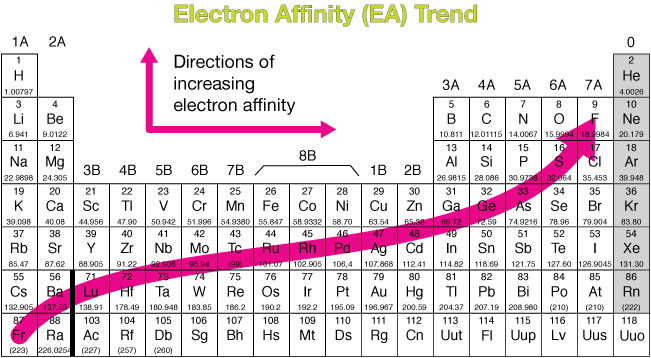 Electron Affinity (EA) Trend
1A 2A 0
Directions of
increasing
electron affinity
1 2
H He
1.00797 4.0026
3A 4A 5A 6A 7A
3 4 5 6 7 8 9 10
Li Be B C N O F Ne
6.941 9.0122 10.811 12.01115 14.0067 15.9994 18.9984 20.179
11 12 13 14 15 16 17 18
Na Mg Al Si P S Cl Ar
22.9898 24.305 26.9815 28.086 30.9738 32.064 35.453 39.948
3B 4B 5B 6B 7B 8B 1B 2B
19 20 21 22 23 24 25 26 27 28 29 30 31 32 33 34 35 36
K Ca Sc Tl V Cr Mn Fe Co Ni Cu Zn Ga Ge As Se Br Kr
39.098 40.08 44.956 47.90 50.942 51.996 54.9380 55.847 58.9332 58.70 63.54 65.38 69.72 72.59 74.9216 78.96 79.904 83.80
37 38 39 40 41 42 43 44 45 46 47 48 49 50 51 52 53 54
Rb Sr Y Zr Nb Mo Tc Ru Rh Pd Ag Cd In Sn Sb Te I Xe
85.47 87.62 88.905 91.22 92.906 95.94 (99) 101.07 102.905 106,4 107.868 112.41 114.82 118.69 121.75 127.60 126.9045 131.30
55 56 71 72 73 74 75 76 77 78 79 80 81 82 83 84 85 86
Cs Ba Lu Hf Ta W Re Os Ir Pt Au Hg Tl Pb Bi Po At Rn
132.905 137.53 138.91 178.49 180.948 183.85 186.2 190.2 192.2 195.09 196.967 200.59 204.37 207.19 208.980 (210) (210) (222)
87 88 103 104 105 106 107 108 109 110 111 112 113 114 115 116 117 118
Fr Ra Ac Rf Db Sg Bh Hs Mt Ds Rg Cn Uut Fl Uup Lv Uus Uuo
(223) 226.0254 (227) (257) (260)